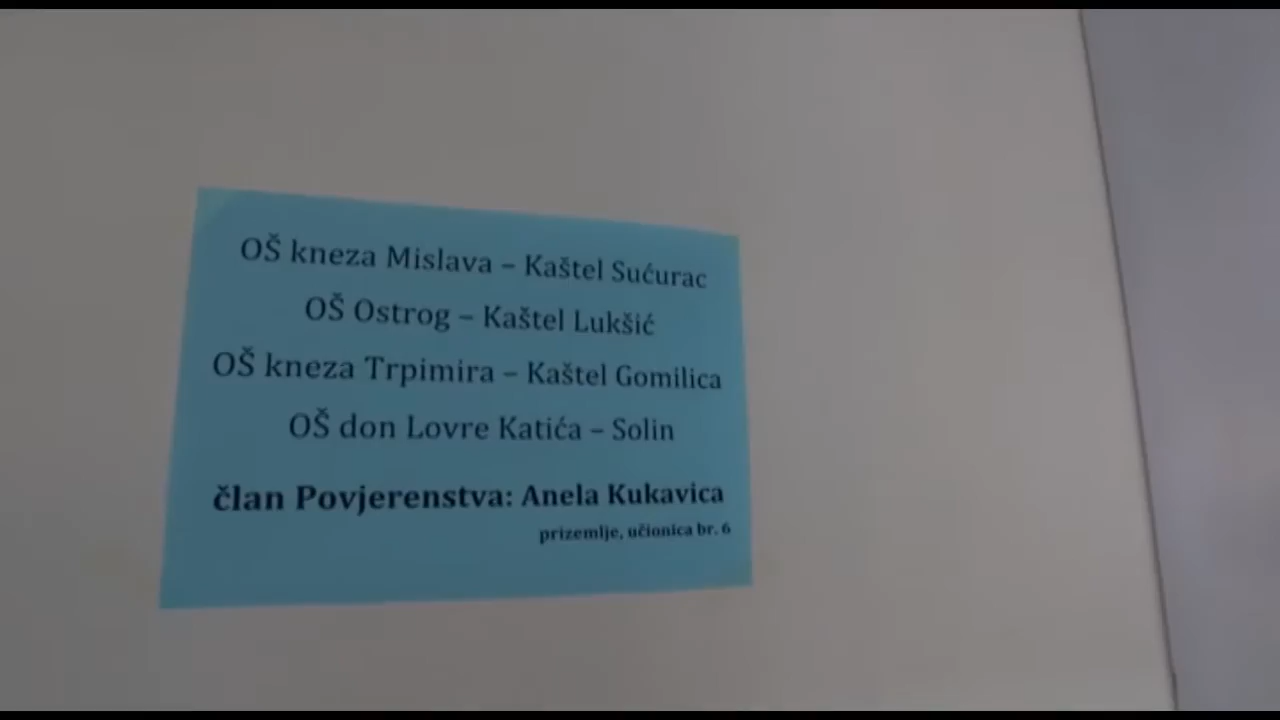 OŠ kneza Mislava – Kaštel Sućurac
OŠ Ostrog – Kaštel Lukšić
OŠ kneza Trpimira – Kaštel Gomilica
OŠ don Lovre Katića – Solin
član Povjerenstva: Anela Kukavica
prizemlje, učionica br. 6